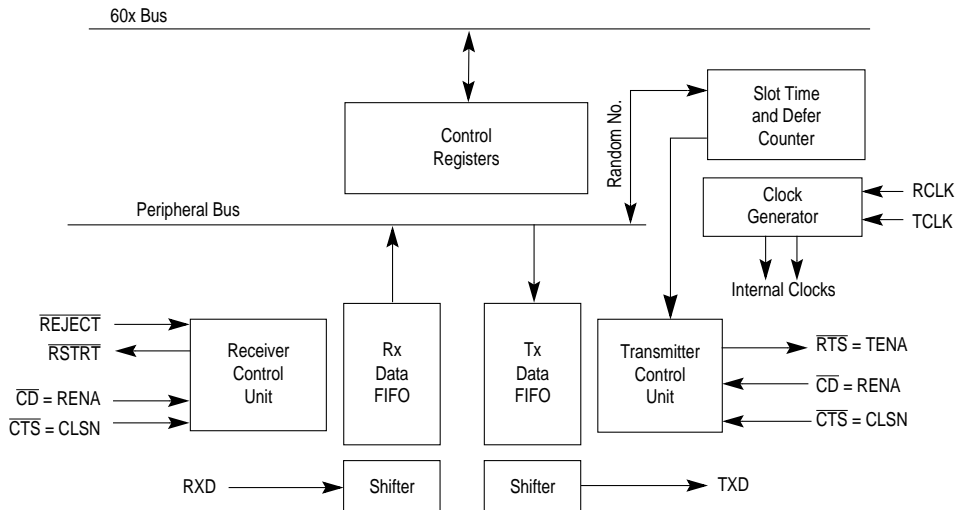 60x Bus
Slot Time
and Defer
Counter
Random No.
Control
Registers
Clock
Generator
RCLK
TCLK
Peripheral Bus
Internal Clocks
REJECT
RSTRT
CD = RENA
CTS = CLSN
Receiver
Control
Unit
Rx
Data
FIFO
Tx
Data
FIFO
Transmitter
Control
Unit
RTS = TENA
CD = RENA
CTS = CLSN
RXD
Shifter
Shifter
TXD